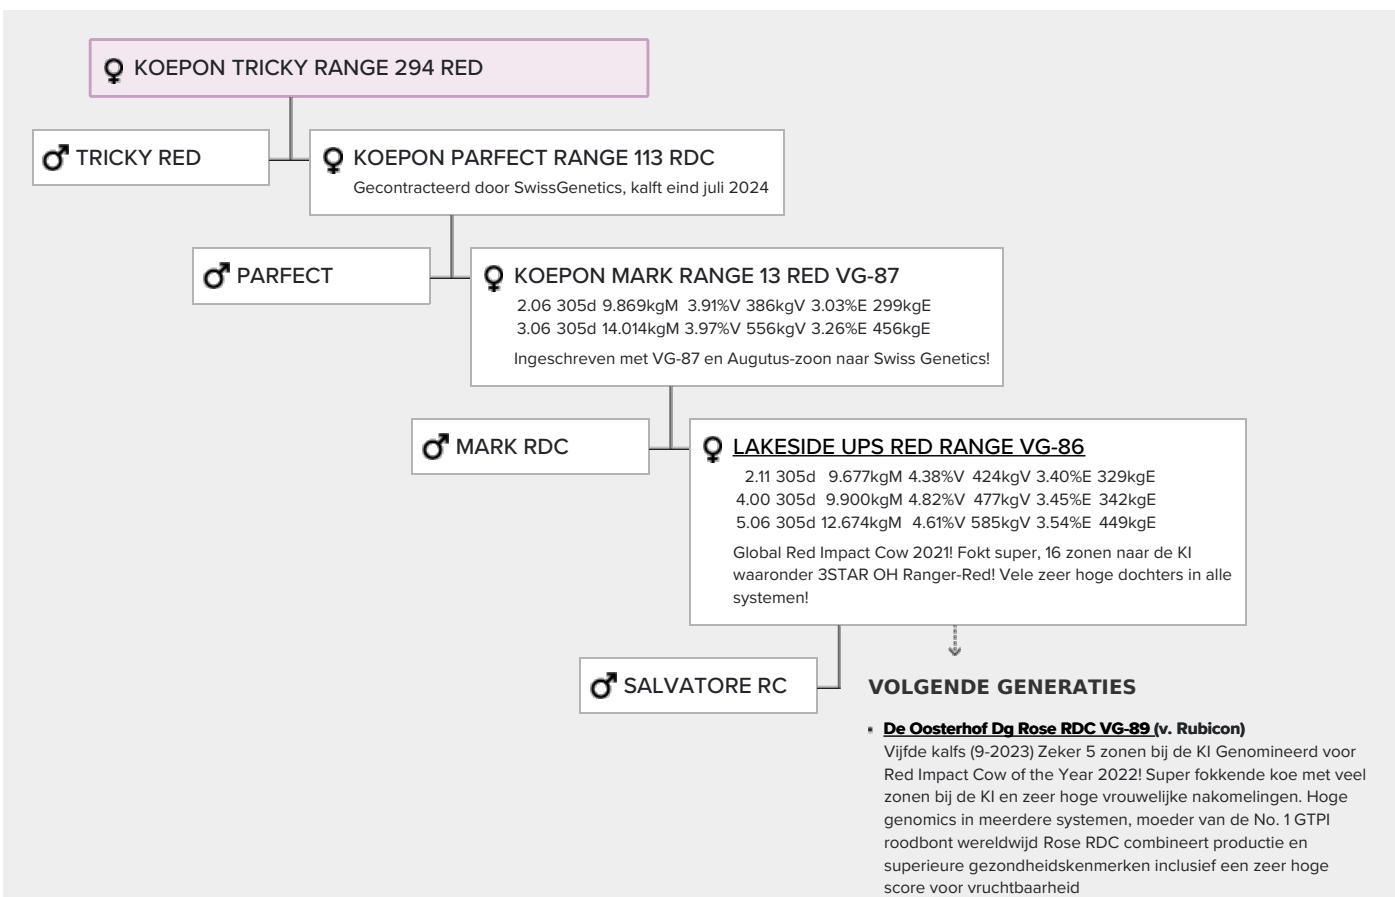 KOEPON TRICKY RANGE 294 RED
TRICKY RED
KOEPON PARFECT RANGE 113 RDC
Gecontracteerd door SwissGenetics, kalft eind juli 2024
PARFECT
KOEPON MARK RANGE 13 RED VG-87
2.06 305d 9.869kgM 3.91%V 386kgV 3.03%E 299kgE
3.06 305d 14.014kgM 3.97%V 556kgV 3.26%E 456kgE
Ingeschreven met VG-87 en Augutus-zoon naar Swiss Genetics!
MARK RDC
LAKESIDE UPS RED RANGE VG-86
2.11 305d 9.677kgM 4.38%V 424kgV 3.40%E 329kgE
4.00 305d 9.900kgM 4.82%V 477kgV 3.45%E 342kgE
5.06 305d 12.674kgM 4.61%V 585kgV 3.54%E 449kgE
Global Red Impact Cow 2021! Fokt super, 16 zonen naar de KI
waaronder 3STAR OH Ranger-Red! Vele zeer hoge dochters in alle
systemen!
SALVATORE RC
VOLGENDE GENERATIES
De Oosterhof Dg Rose RDC VG-89 (v. Rubicon)
Vijfde kalfs (9-2023) Zeker 5 zonen bij de KI Genomineerd voor
Red Impact Cow of the Year 2022! Super fokkende koe met veel
zonen bij de KI en zeer hoge vrouwelijke nakomelingen. Hoge
genomics in meerdere systemen, moeder van de No. 1 GTPI
roodbont wereldwijd Rose RDC combineert productie en
superieure gezondheidskenmerken inclusief een zeer hoge
score voor vruchtbaarheid